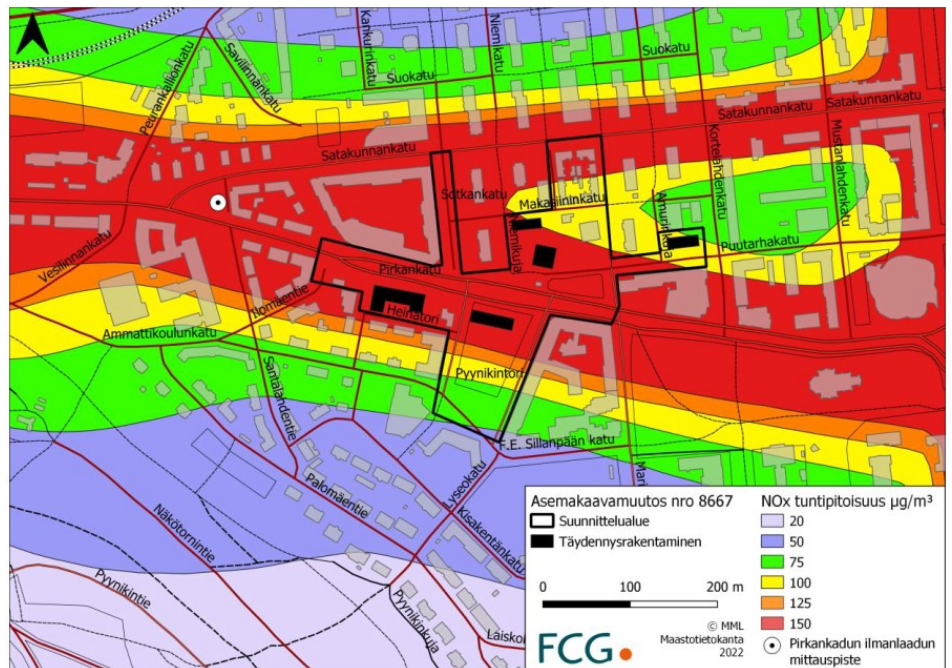 Kankurinkatu
Niemikatu
Savilinnankatu
Peurankallionkatu
Suokatu
Suokatu
Satakunnankatu
Satakunnankatu
Satakunnankatu
Kortelahdenkatu
Mustanlahdenkatu
Sotkankatu
Makasiininkatu
Niemikuja
Amurinkuja
Puutarhakatu
Vesilinnankatu
Pirkankatu
Ilomäentie
Heinätori
Ammattikoulunkatu
Santalahdentie
Pyynikintori
F.E. Sillanpään katu
Palomäentie
Lyseokatu
Kisakentänkatu
Näkötornintie
Pyynikintie
Pyynikinkuja
Asemakaavamuutos nro 8667
Suunnittelualue
Täydennysrakentaminen
0 100 200 m
FCG
© MML
Maastotietokanta
2022
NOx tuntipitoisuus µg/m³
20
50
75
100
125
150
Pirkankadun ilmanlaadun
mittauspiste